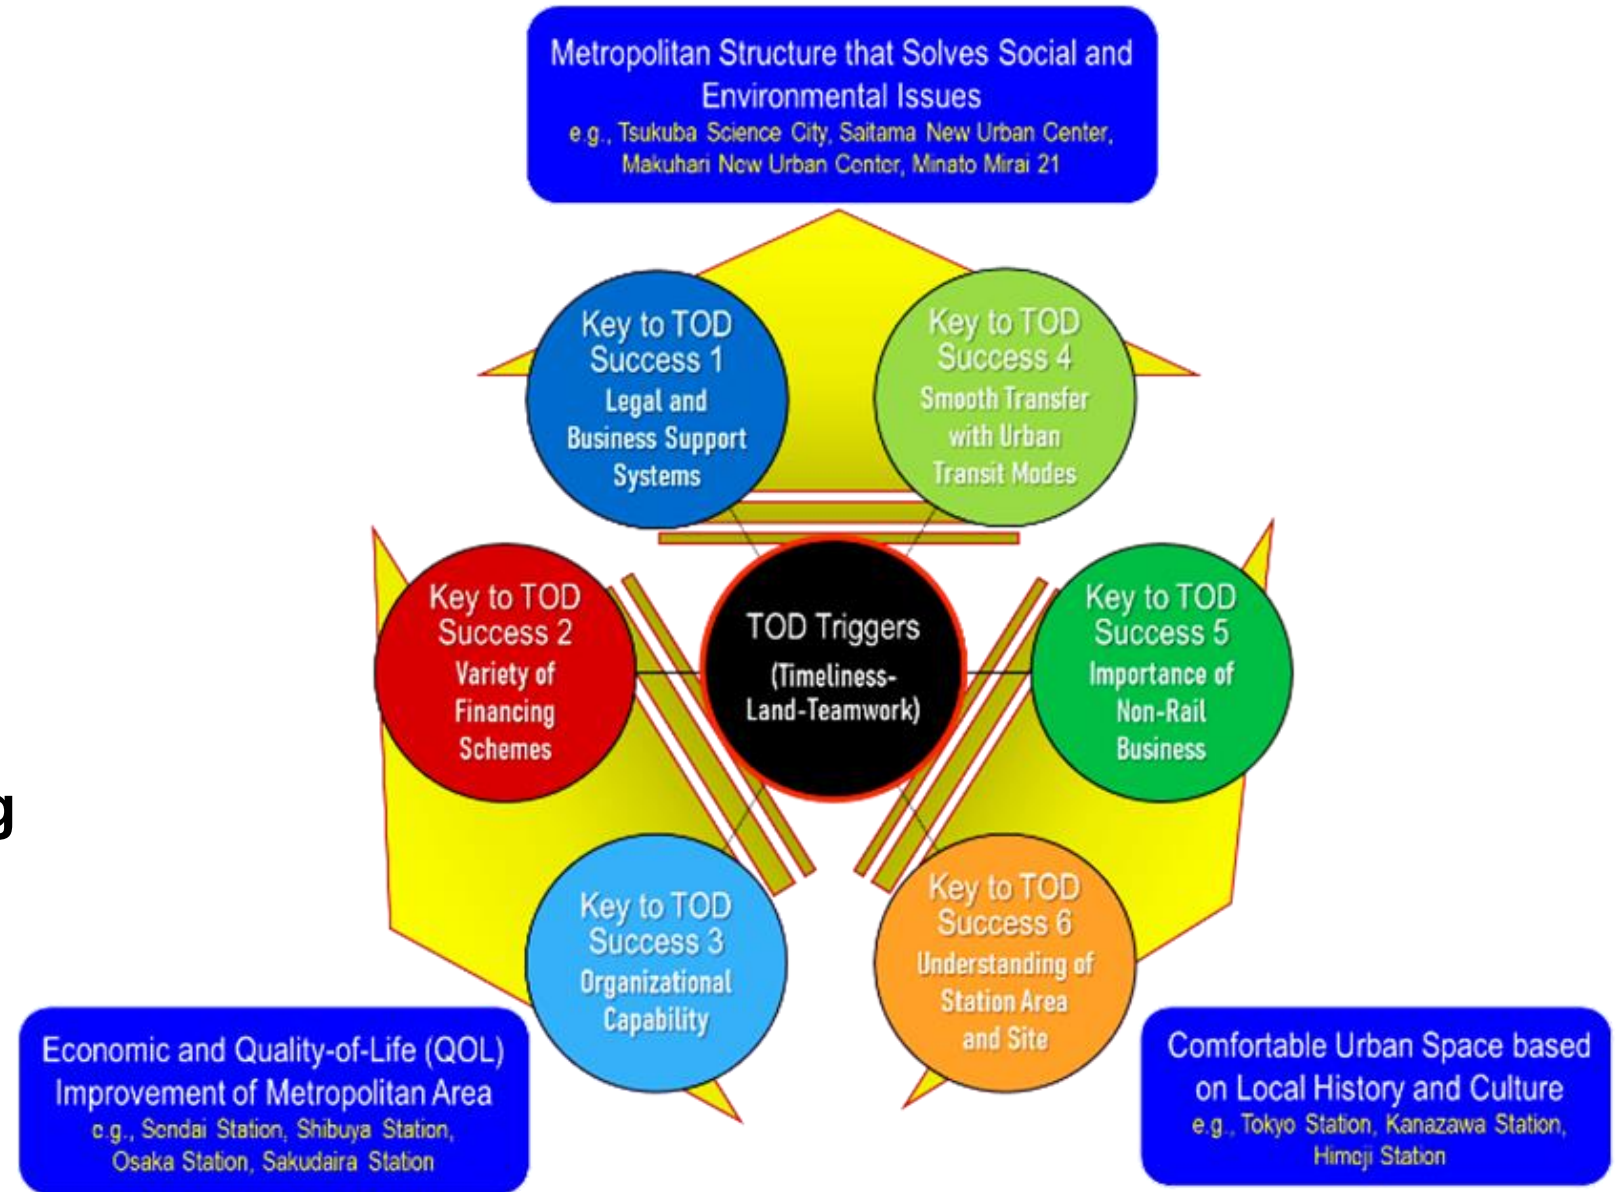 Metropolitan Structure that Solves Social and
Environmental Issues
e.g., Tsukuba Science City, Saitama New Urban Center,
Makuhari New Urban Center, Minato Mirai 21
Key to TOD
Success 1
Legal and
Business Support
Systems
Key to TOD
Success 4
Smooth Transfer
with Urban
Transit Modes
Key to TOD
Success 2
Variety of
Financing
Schemes
TOD Triggers
(Timeliness-
Land-Teamwork)
Key to TOD
Success 5
Importance of
Non-Rail
Business
g
Key to TOD
Success 3
Organizational
Capability
Key to TOD
Success 6
Understanding of
Station Area
and Site
Economic and Quality-of-Life (QOL)
Improvement of Metropolitan Area
e.g., Sendai Station, Shibuya Station,
Osaka Station, Sakudaira Station
Comfortable Urban Space based
on Local History and Culture
e.g., Tokyo Station, Kanazawa Station,
Himeji Station